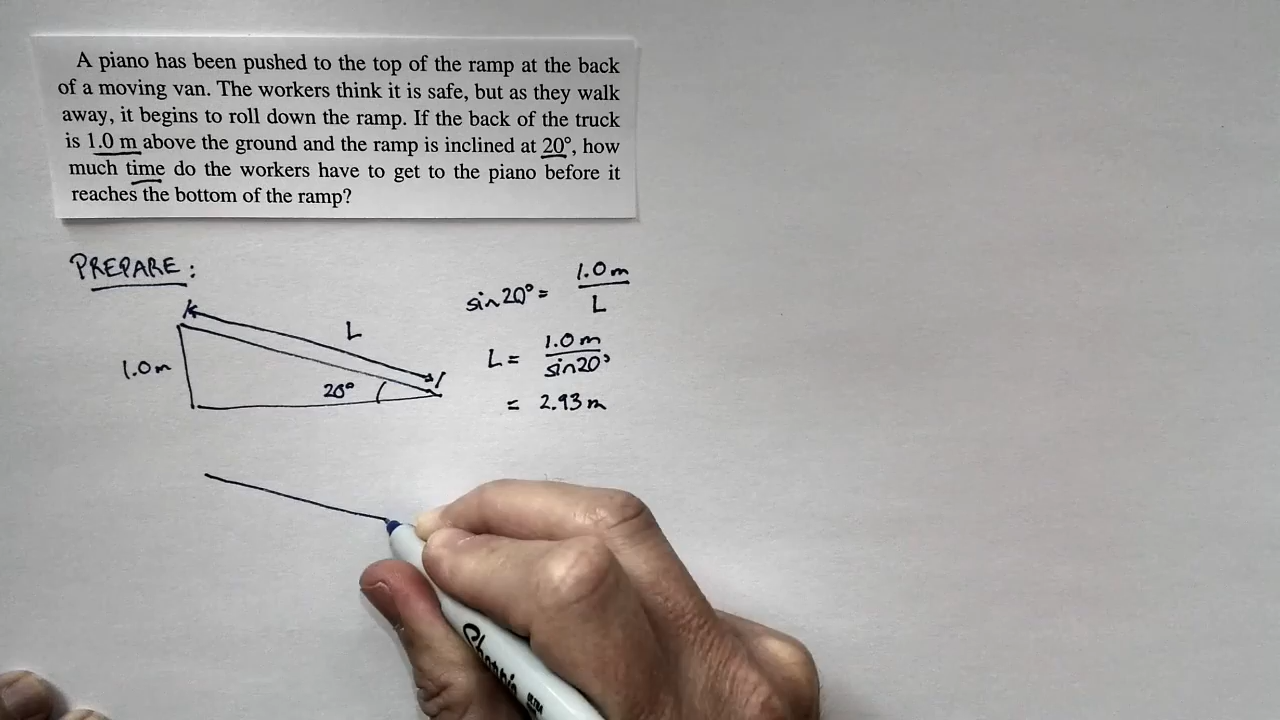 A piano has been pushed to the top of the ramp at the back
of a moving van. The workers think it is safe, but as they walk
away, it begins to roll down the ramp. If the back of the truck
is 1.0 m above the ground and the ramp is inclined at 20°, how
much time do the workers have to get to the piano before it
reaches the bottom of the ramp?
PREPARE:
L
1.0m
20°
sin20° = 1.0m
L
L = 1.0m
sin20°
= 2.93m
Sharpie
ULTRA